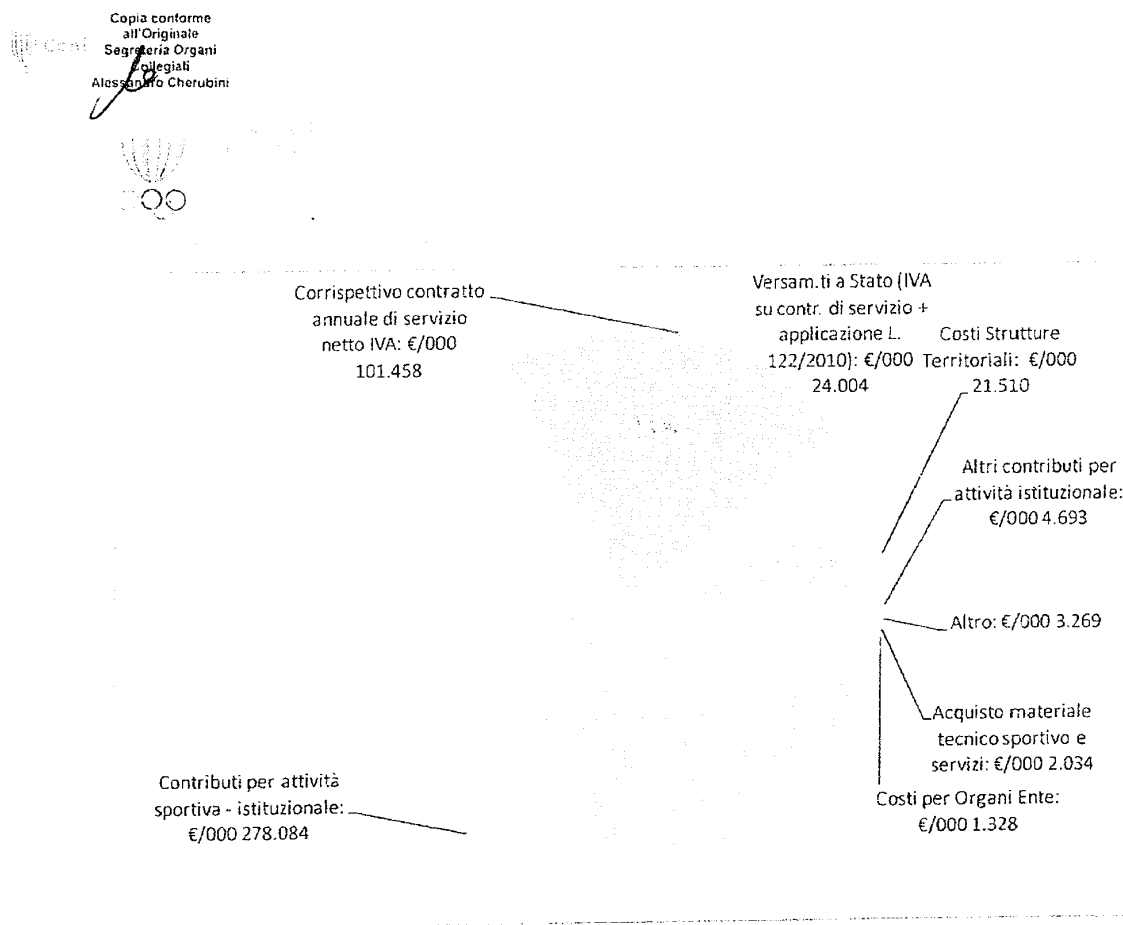 Copia conforme
all'Originale
Segreteria Organi
Collegiali
Alessandro Cherubini
Coni
Corrispettivo contratto
annuale di servizio
netto IVA: €/000
101.458
Versam.ti a Stato (IVA
su contr. di servizio +
applicazione L.
122/2010): €/000
24.004
Costi Strutture
Territoriali: €/000
21.510
Altri contributi per
attività istituzionale:
€/000 4.693
Altro: €/000 3.269
Acquisto materiale
tecnico sportivo e
servizi: €/000 2.034
Costi per Organi Ente:
€/000 1.328
Contributi per attività
sportiva - istituzionale:
€/000 278.084